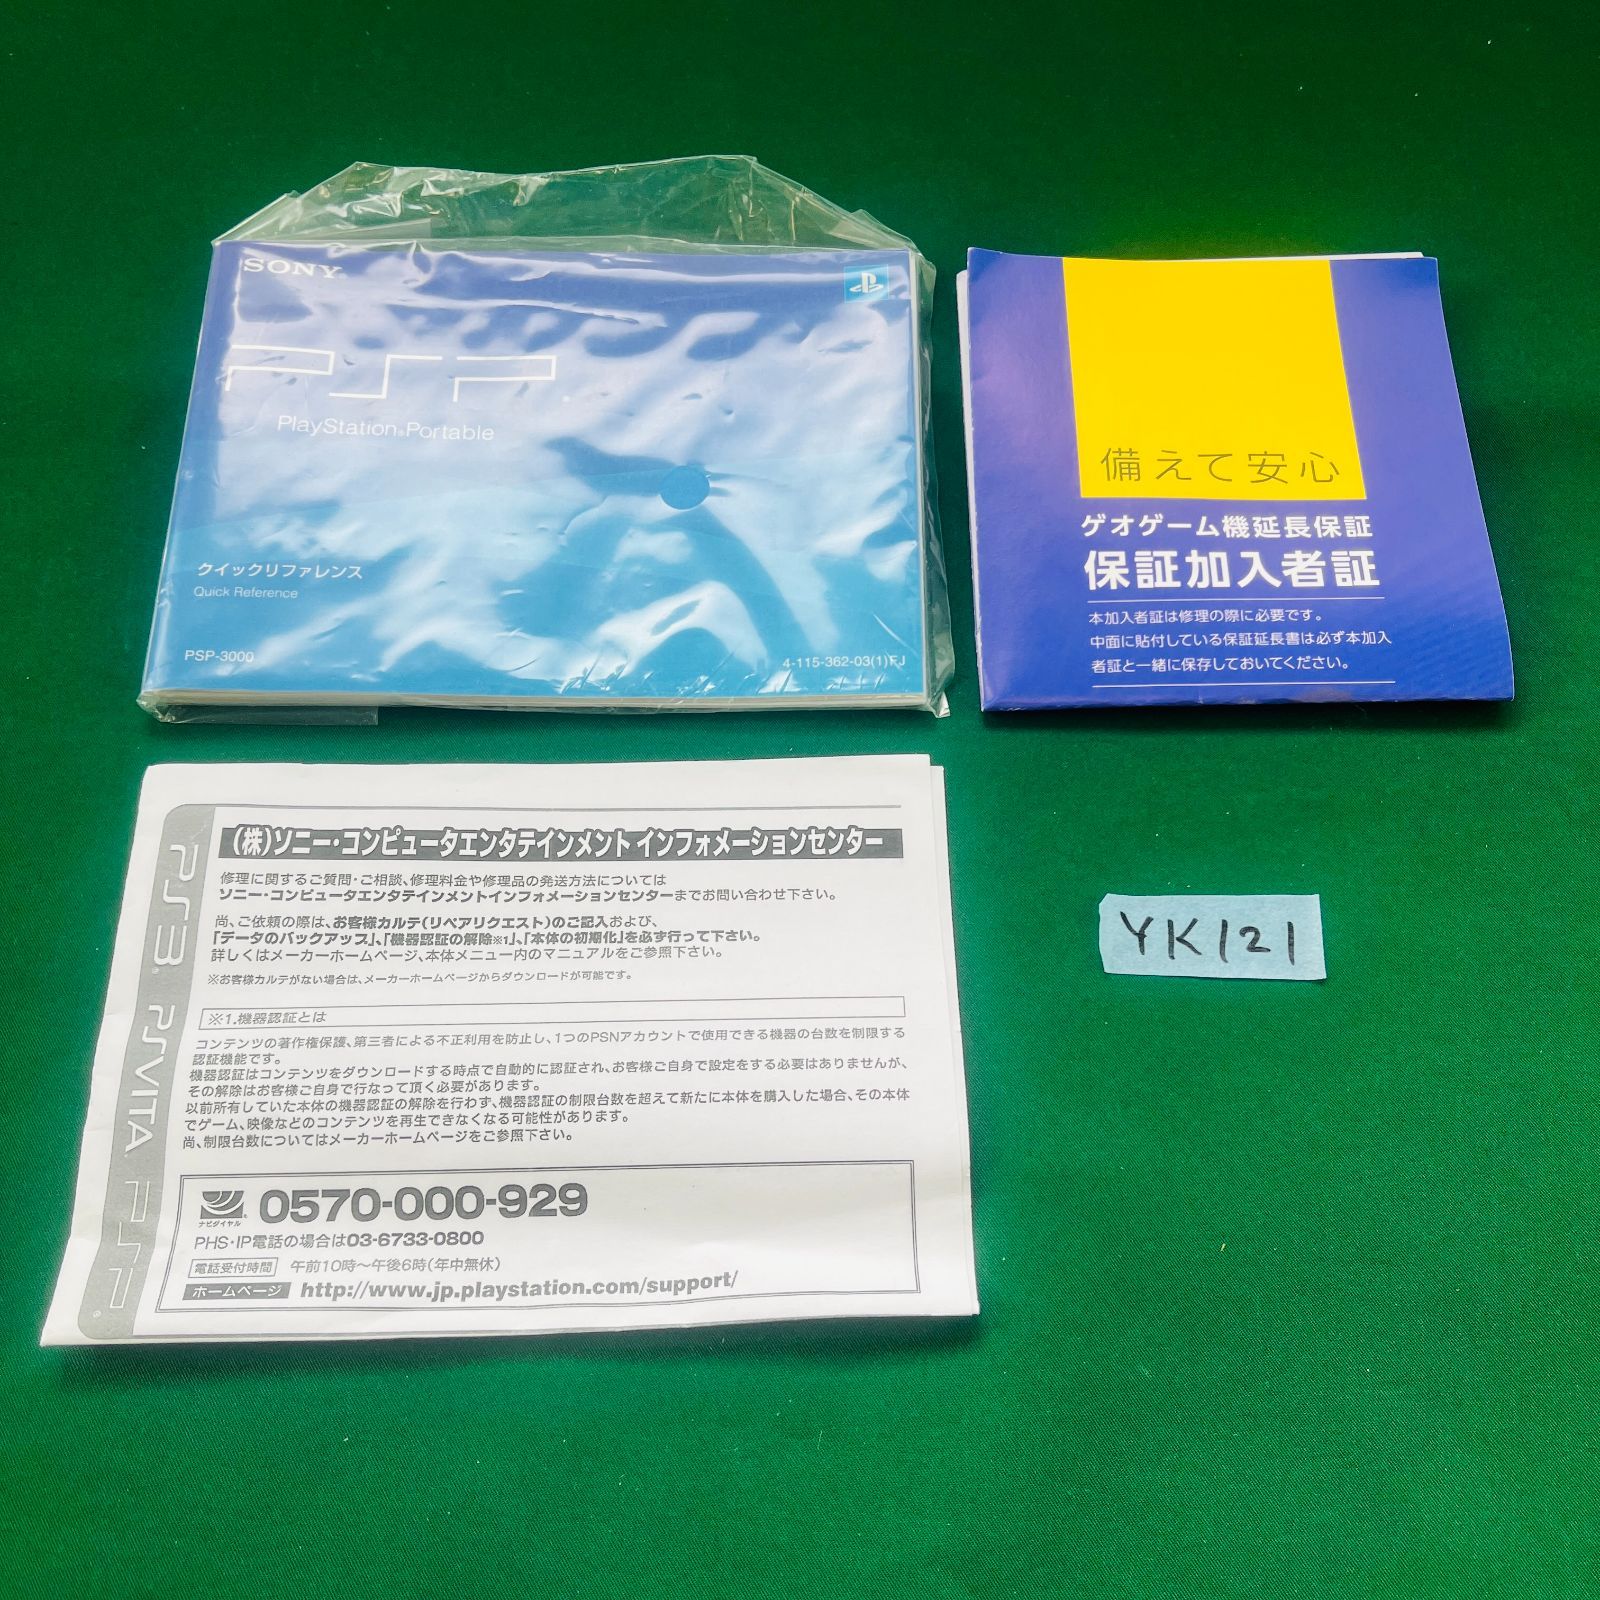 SONY
PSP
PlayStation®Portable
クイックリファレンス
Quick Reference
PSP-3000
4-115-362-03(1)FJ
備えて安心
ゲオゲーム機延長保証
保証加入者証
本加入者証は修理の際に必要です。
中面に貼付している保証延長書は必ず本加入
者証と一緒に保存しておいてください。
PS3® PSVITA PSP®
(株)ソニー・コンピュータエンタテインメント インフォメーションセンター
修理に関するご質問・ご相談、修理料金や修理品の発送方法については
ソニー・コンピュータエンタテインメントインフォメーションセンターまでお問い合わせ下さい。
尚、ご依頼の際は、お客様カルテ(リペアリクエスト)のご記入および、
「データのバックアップ」、「機器認証の解除※1」、「本体の初期化」を必ず行って下さい。
詳しくはメーカーホームページ、本体メニュー内のマニュアルをご参照下さい。
※お客様カルテがない場合は、メーカーホームページからダウンロードが可能です。
※1.機器認証とは
コンテンツの著作権保護、第三者による不正利用を防止し、1つのPSNアカウントで使用できる機器の台数を制限する
認証機能です。
機器認証はコンテンツをダウンロードする時点で自動的に認証され、お客様ご自身で設定をする必要はありませんが、
その解除はお客様ご自身で行なって頂く必要があります。
以前所有していた本体の機器認証の解除を行わず、機器認証の制限台数を超えて新たに本体を購入した場合、その本体
でゲーム、映像などのコンテンツを再生できなくなる可能性があります。
尚、制限台数についてはメーカーホームページをご参照下さい。
ナビダイヤル® 0570-000-929
PHS・IP電話の場合は03-6733-0800
電話受付時間 午前10時〜午後6時(年中無休)
ホームページ http://www.jp.playstation.com/support/
YK121